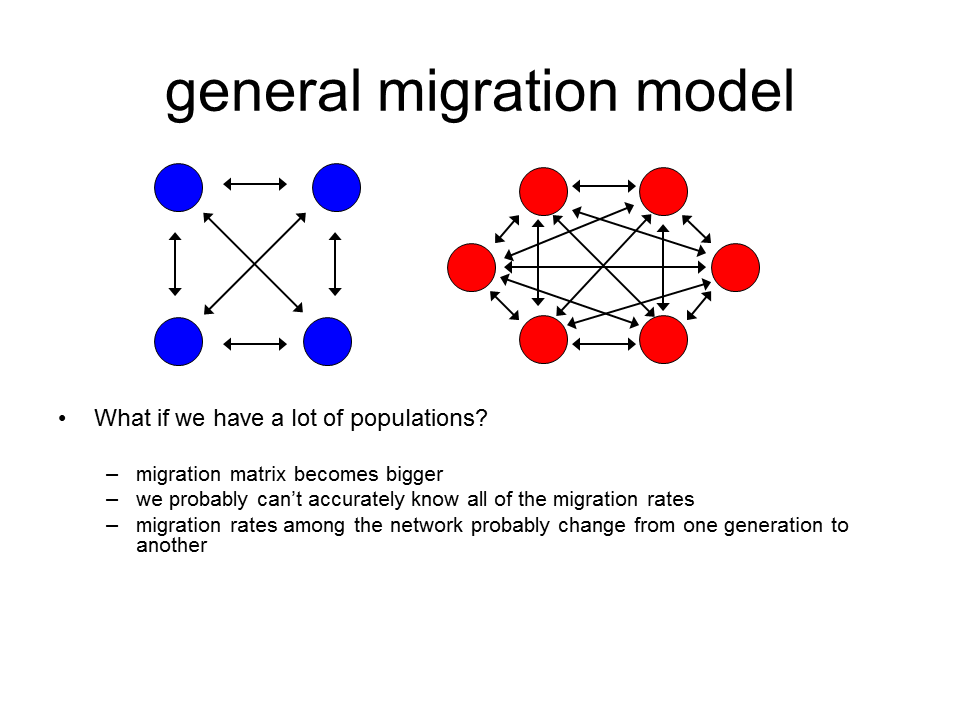 general migration model
• What if we have a lot of populations?
– migration matrix becomes bigger
– we probably can’t accurately know all of the migration rates
– migration rates among the network probably change from one generation to
another